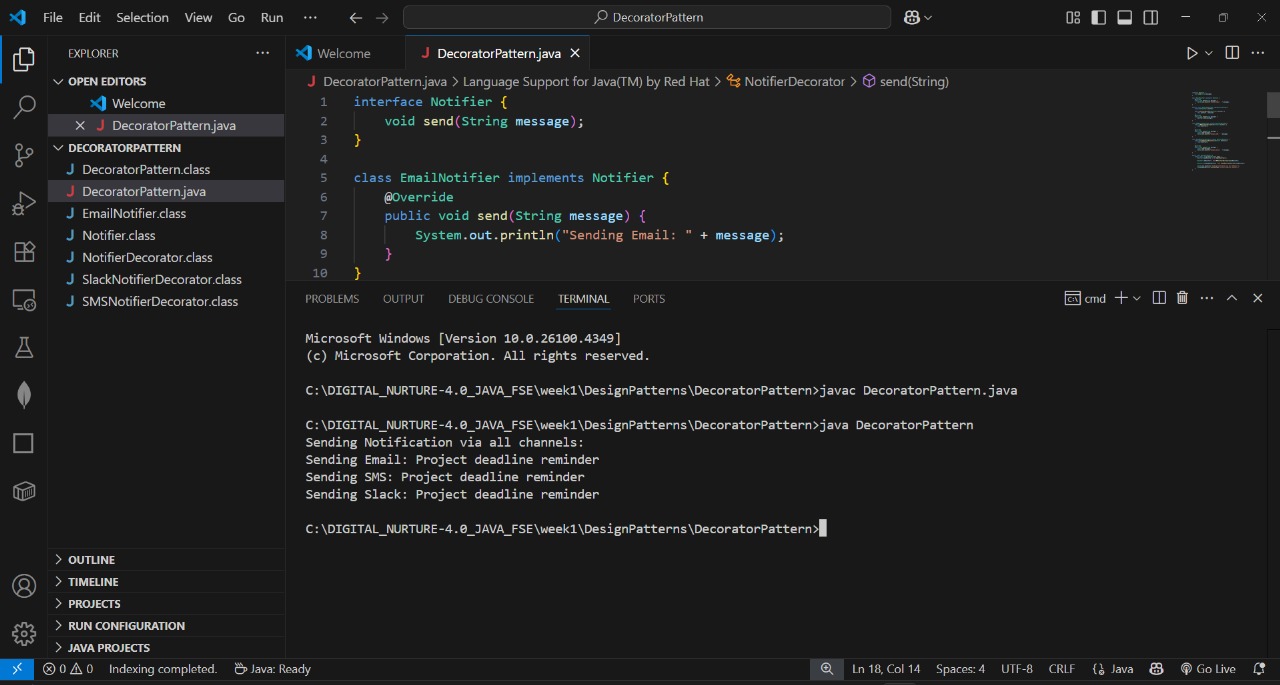 File Edit Selection View Go Run ··· DecoratorPattern
EXPLORER ···
OPEN EDITORS
Welcome
DecoratorPattern.java
DECORATORPATTERN
J DecoratorPattern.class
J DecoratorPattern.java
J EmailNotifier.class
J Notifier.class
J NotifierDecorator.class
J SlackNotifierDecorator.class
J SMSNotifierDecorator.class
OUTLINE
TIMELINE
PROJECTS
RUN CONFIGURATION
JAVA PROJECTS
Welcome J DecoratorPattern.java
J DecoratorPattern.java > Language Support for Java(TM) by Red Hat > NotifierDecorator > send(String)
1 interface Notifier {
2 void send(String message);
3 }
4
5 class EmailNotifier implements Notifier {
6 @Override
7 public void send(String message) {
8 System.out.println("Sending Email: " + message);
9 }
10 }
PROBLEMS OUTPUT DEBUG CONSOLE TERMINAL PORTS cmd
Microsoft Windows [Version 10.0.26100.4349]
(c) Microsoft Corporation. All rights reserved.
C:\DIGITAL_NURTURE-4.0_JAVA_FSE\week1\DesignPatterns\DecoratorPattern>javac DecoratorPattern.java
C:\DIGITAL_NURTURE-4.0_JAVA_FSE\week1\DesignPatterns\DecoratorPattern>java DecoratorPattern
Sending Notification via all channels:
Sending Email: Project deadline reminder
Sending SMS: Project deadline reminder
Sending Slack: Project deadline reminder
C:\DIGITAL_NURTURE-4.0_JAVA_FSE\week1\DesignPatterns\DecoratorPattern>
0 0 Indexing completed. Java: Ready Ln 18, Col 14 Spaces: 4 UTF-8 CRLF {} Java Go Live